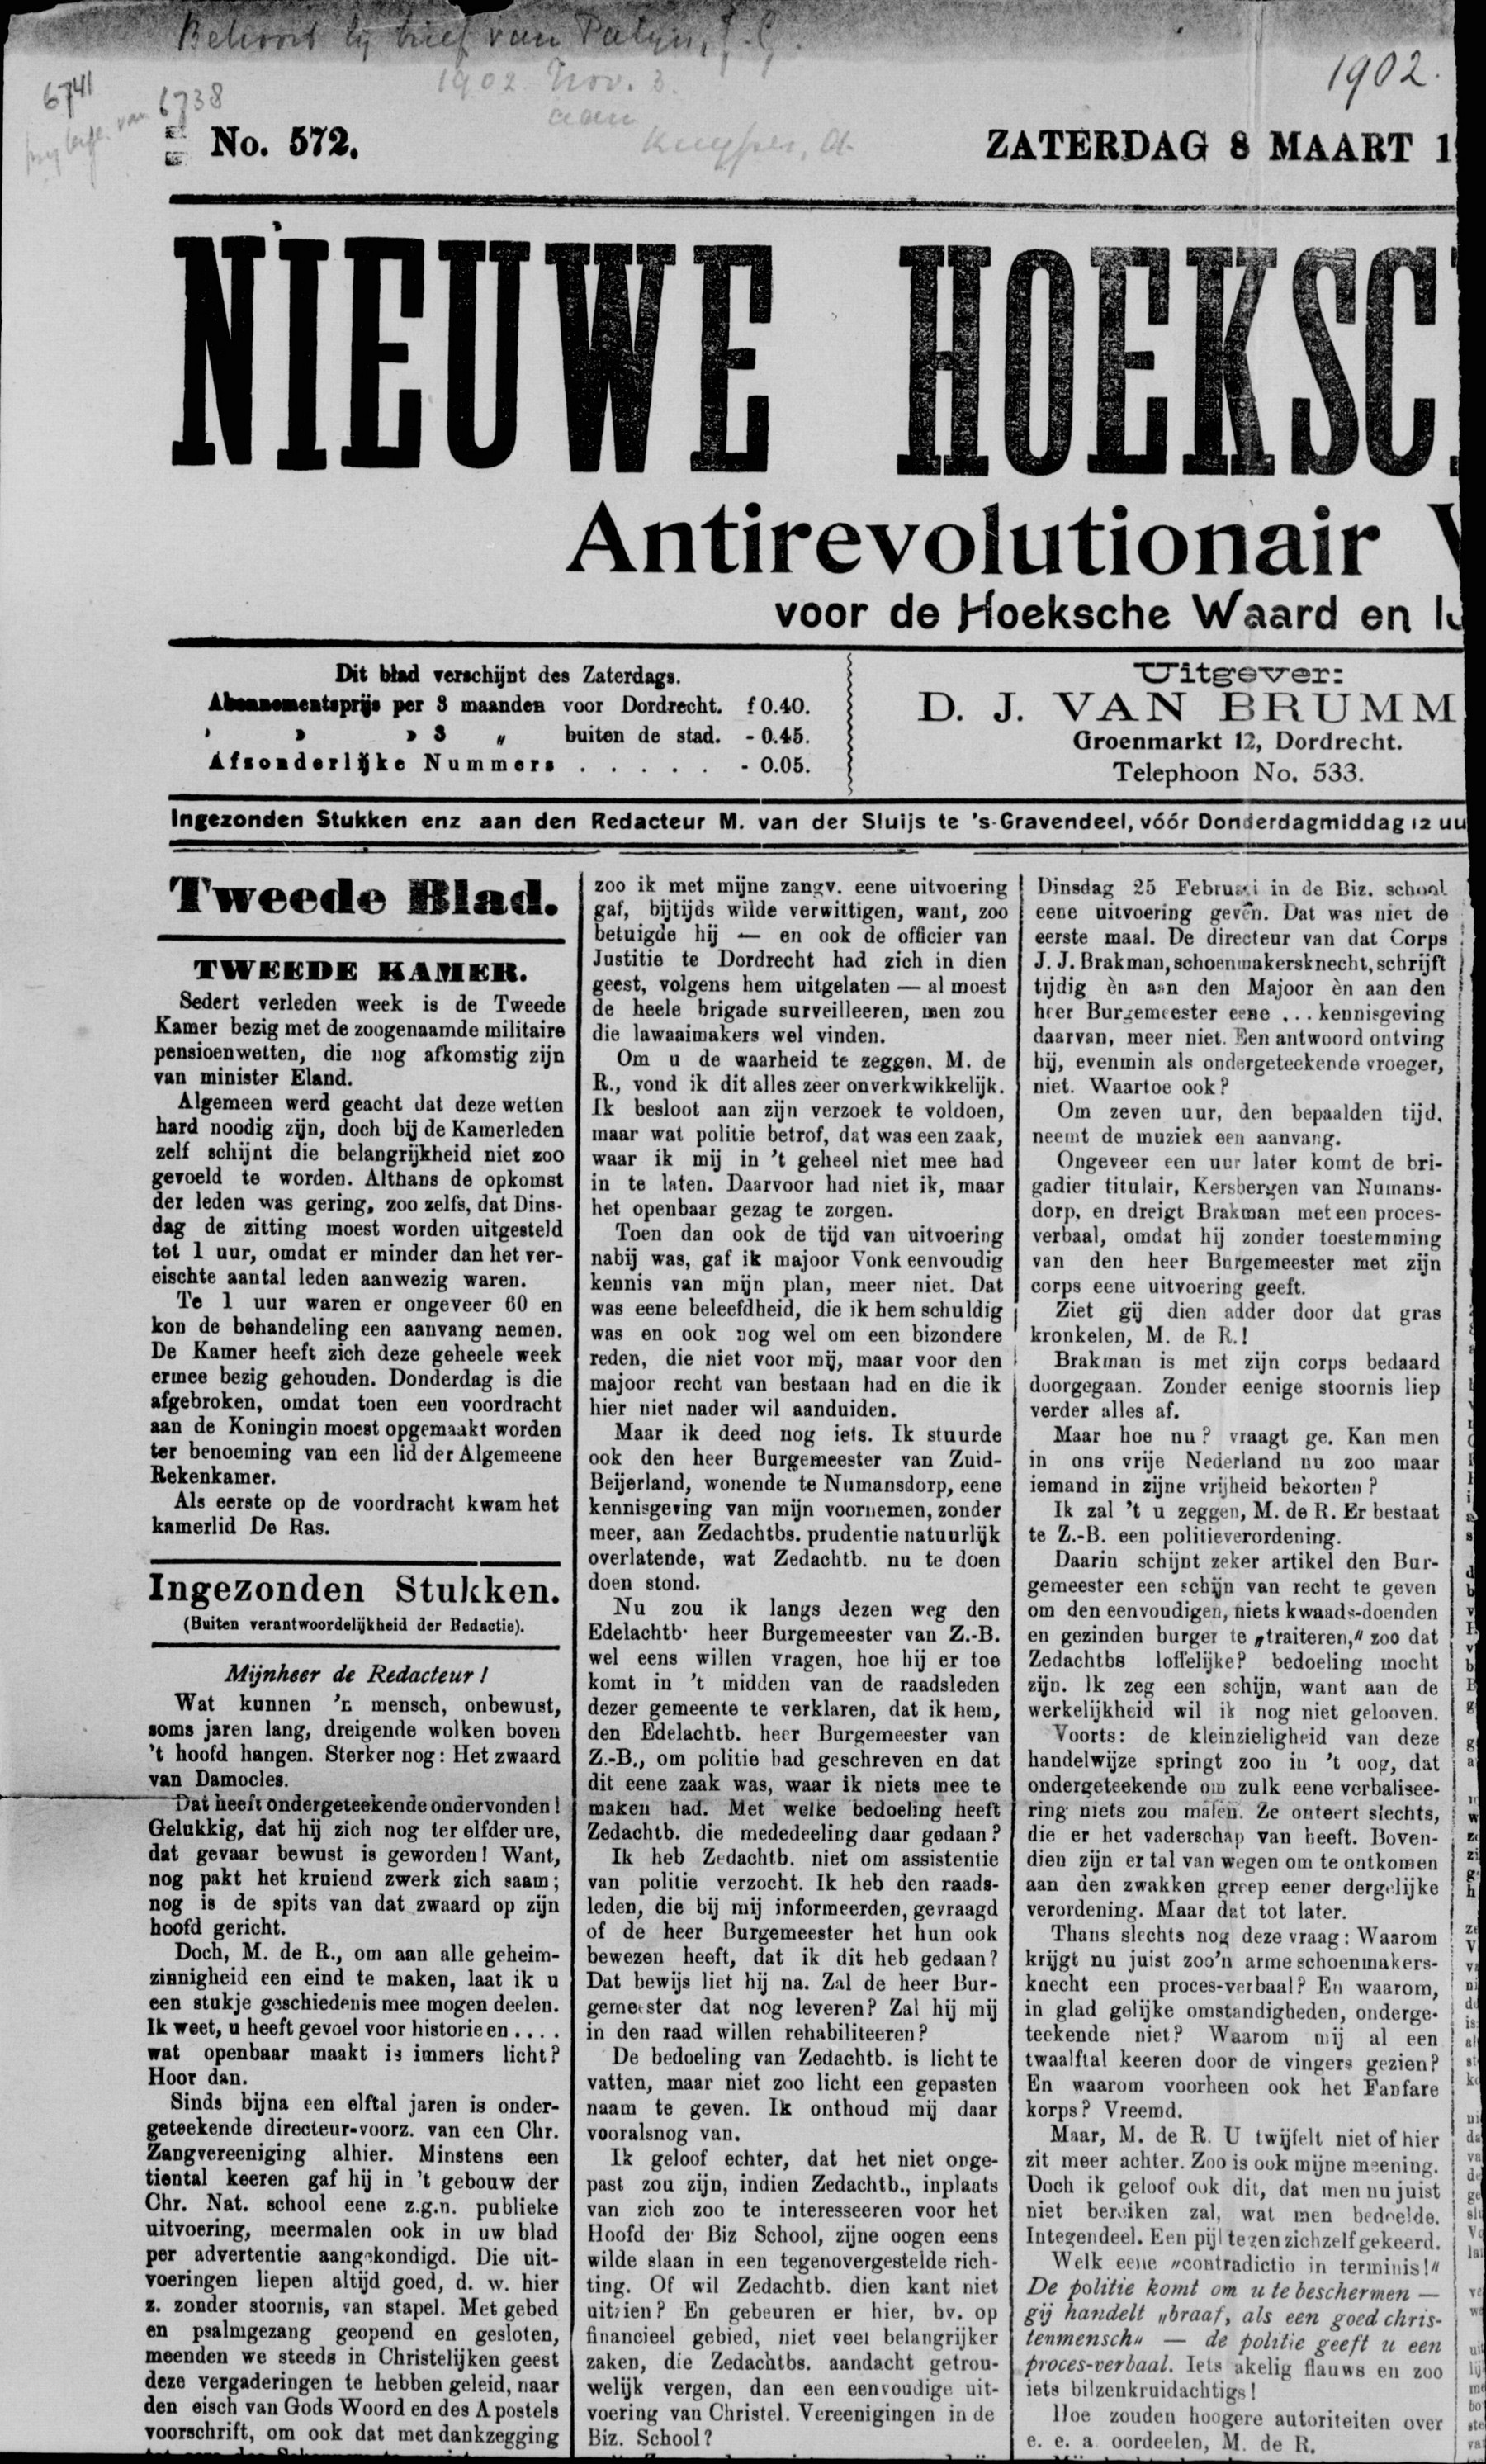 Behoort bij brief van Palyn, J. G.
1902 Nov. 3.
aan
Kuyper, A.
1902.
6741
6738
No. 572.
ZATERDAG 8 MAART 1
NIEUWE HOEKSC
Antirevolutionair
voor de Hoeksche Waard en
Dit blad verschijnt des Zaterdags.
Abonnementsprijs per 3 maanden voor Dordrecht. f 0.40.
" " " 3 " buiten de stad. - 0.45.
Afsonderlijke Nummers . . . . . - 0.05.
Uitgever:
D. J. VAN BRUMM
Groenmarkt 12, Dordrecht.
Telephoon No. 533.
Ingezonden Stukken enz aan den Redacteur M. van der Sluijs te 's-Gravendeel, vóór Donderdagmiddag 12 uu
Tweede Blad.
TWEEDE KAMER.
Sedert verleden week is de Tweede
Kamer bezig met de zoogenaamde militaire
pensioenwetten, die nog afkomstig zijn
van minister Eland.
Algemeen werd geacht dat deze wetten
hard noodig zijn, doch bij de Kamerleden
zelf schijnt die belangrijkheid niet zoo
gevoeld te worden. Althans de opkomst
der leden was gering, zoo zelfs, dat Dins-
dag de zitting moest worden uitgesteld
tot 1 uur, omdat er minder dan het ver-
eischte aantal leden aanwezig waren.
Te 1 uur waren er ongeveer 60 en
kon de behandeling een aanvang nemen.
De Kamer heeft zich deze geheele week
ermee bezig gehouden. Donderdag is die
afgebroken, omdat toen een voordracht
aan de Koningin moest opgemaakt worden
ter benoeming van een lid der Algemeene
Rekenkamer.
Als eerste op de voordracht kwam het
kamerlid De Ras.
Ingezonden Stukken.
(Buiten verantwoordelijkheid der Redactie).
Mijnheer de Redacteur!
Wat kunnen 'n mensch, onbewust,
soms jaren lang, dreigende wolken boven
't hoofd hangen. Sterker nog: Het zwaard
van Damocles.
Dat heeft ondergeteekende ondervonden!
Gelukkig, dat hij zich nog ter elfder ure,
dat gevaar bewust is geworden! Want,
nog pakt het kruiend zwerk zich saam;
nog is de spits van dat zwaard op zijn
hoofd gericht.
Doch, M. de R., om aan alle geheim-
zinnigheid een eind te maken, laat ik u
een stukje geschiedenis mee mogen deelen.
Ik weet, u heeft gevoel voor historie en . . . .
wat openbaar maakt is immers licht?
Hoor dan.
Sinds bijna een elftal jaren is onder-
geteekende directeur-voorz. van een Chr.
Zangvereeniging alhier. Minstens een
tiental keeren gaf hij in 't gebouw der
Chr. Nat. school eene z.g.n. publieke
uitvoering, meermalen ook in uw blad
per advertentie aangekondigd. Die uit-
voeringen liepen altijd goed, d. w. hier
z. zonder stoornis, van stapel. Met gebed
en psalmgezang geopend en gesloten,
meenden we steeds in Christelijken geest
deze vergaderingen te hebben geleid, naar
den eisch van Gods Woord en des Apostels
voorschrift, om ook dat met dankzegging
zoo ik met mijne zangv. eene uitvoering
gaf, bijtijds wilde verwittigen, want, zoo
betuigde hij — en ook de officier van
Justitie te Dordrecht had zich in dien
geest, volgens hem uitgelaten — al moest
de heele brigade surveilleeren, men zou
die lawaaimakers wel vinden.
Om u de waarheid te zeggen, M. de
R., vond ik dit alles zeer onverkwikkelijk.
Ik besloot aan zijn verzoek te voldoen,
maar wat politie betrof, dat was een zaak,
waar ik mij in 't geheel niet mee had
in te laten. Daarvoor had niet ik, maar
het openbaar gezag te zorgen.
Toen dan ook de tijd van uitvoering
nabij was, gaf ik majoor Vonk eenvoudig
kennis van mijn plan, meer niet. Dat
was eene beleefdheid, die ik hem schuldig
was en ook nog wel om een bizondere
reden, die niet voor mij, maar voor den
majoor recht van bestaan had en die ik
hier niet nader wil aanduiden.
Maar ik deed nog iets. Ik stuurde
ook den heer Burgemeester van Zuid-
Beijerland, wonende te Numansdorp, eene
kennisgeving van mijn voornemen, zonder
meer, aan Zedachtbs. prudentie natuurlijk
overlatende, wat Zedachtb. nu te doen
doen stond.
Nu zou ik langs dezen weg den
Edelachtb. heer Burgemeester van Z.-B.
wel eens willen vragen, hoe hij er toe
komt in 't midden van de raadsleden
dezer gemeente te verklaren, dat ik hem,
den Edelachtb. heer Burgemeester van
Z.-B., om politie had geschreven en dat
dit eene zaak was, waar ik niets mee te
maken had. Met welke bedoeling heeft
Zedachtb. die mededeeling daar gedaan?
Ik heb Zedachtb. niet om assistentie
van politie verzocht. Ik heb den raads-
leden, die bij mij informeerden, gevraagd
of de heer Burgemeester het hun ook
bewezen heeft, dat ik dit heb gedaan?
Dat bewijs liet hij na. Zal de heer Bur-
gemeester dat nog leveren? Zal hij mij
in den raad willen rehabiliteeren?
De bedoeling van Zedachtb. is licht te
vatten, maar niet zoo licht een gepasten
naam te geven. Ik onthoud mij daar
vooralsnog van.
Ik geloof echter, dat het niet onge-
past zou zijn, indien Zedachtb., inplaats
van zich zoo te interesseeren voor het
Hoofd der Biz School, zijne oogen eens
wilde slaan in een tegenovergestelde rich-
ting. Of wil Zedachtb. dien kant niet
uitzien? En gebeuren er hier, bv. op
financieel gebied, niet veel belangrijker
zaken, die Zedachtbs. aandacht getrou-
welijk vergen, dan een eenvoudige uit-
voering van Christel. Vereenigingen in de
Biz. School?
Dinsdag 25 Februari in de Biz. school
eene uitvoering geven. Dat was niet de
eerste maal. De directeur van dat Corps
J. J. Brakman, schoenmakersknecht, schrijft
tijdig èn aan den Majoor èn aan den
heer Burgemeester eene ... kennisgeving
daarvan, meer niet. Een antwoord ontving
hij, evenmin als ondergeteekende vroeger,
niet. Waartoe ook?
Om zeven uur, den bepaalden tijd,
neemt de muziek een aanvang.
Ongeveer een uur later komt de bri-
gadier titulair, Kersbergen van Numans-
dorp, en dreigt Brakman met een proces-
verbaal, omdat hij zonder toestemming
van den heer Burgemeester met zijn
corps eene uitvoering geeft.
Ziet gij dien adder door dat gras
kronkelen, M. de R.!
Brakman is met zijn corps bedaard
doorgegaan. Zonder eenige stoornis liep
verder alles af.
Maar hoe nu? vraagt ge. Kan men
in ons vrije Nederland nu zoo maar
iemand in zijne vrijheid bekorten?
Ik zal 't u zeggen, M. de R. Er bestaat
te Z.-B. een politieverordening.
Daarin schijnt zeker artikel den Bur-
gemeester een schijn van recht te geven
om den eenvoudigen, niets kwaads-doenden
en gezinden burger te „traiteren," zoo dat
Zedachtbs loffelijke? bedoeling mocht
zijn. Ik zeg een schijn, want aan de
werkelijkheid wil ik nog niet gelooven.
Voorts: de kleinzieligheid van deze
handelwijze springt zoo in 't oog, dat
ondergeteekende om zulk eene verbalisee-
ring niets zou malen. Ze onteert slechts,
die er het vaderschap van heeft. Boven-
dien zijn er tal van wegen om te ontkomen
aan den zwakken greep eener dergelijke
verordening. Maar dat tot later.
Thans slechts nog deze vraag: Waarom
krijgt nu juist zoo'n arme schoenmakers-
knecht een proces-verbaal? En waarom,
in glad gelijke omstandigheden, onderge-
teekende niet? Waarom mij al een
twaalftal keeren door de vingers gezien?
En waarom voorheen ook het Fanfare
korps? Vreemd.
Maar, M. de R. U twijfelt niet of hier
zit meer achter. Zoo is ook mijne meening.
Doch ik geloof ook dit, dat men nu juist
niet bereiken zal, wat men bedoelde.
Integendeel. Een pijl tegen zichzelf gekeerd.
Welk eene „contradictio in terminis!"
De politie komt om u te beschermen —
gij handelt „braaf, als een goed chris-
tenmensch" — de politie geeft u een
proces-verbaal. Iets akelig flauws en zoo
iets bilzenkruidachtigs!
Hoe zouden hoogere autoriteiten over
e. e. a. oordeelen, M. de R.